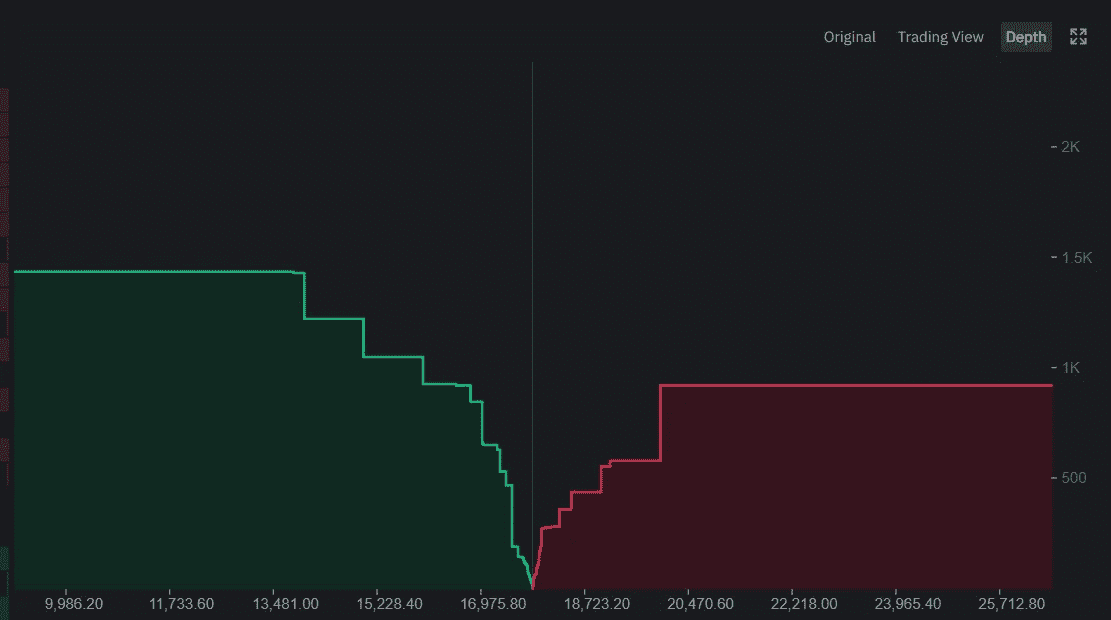 Original Trading View Depth
2K
1.5K
1K
500
9,986.20 11,733.60 13,481.00 15,228.40 16,975.80 18,723.20 20,470.60 22,218.00 23,965.40 25,712.80